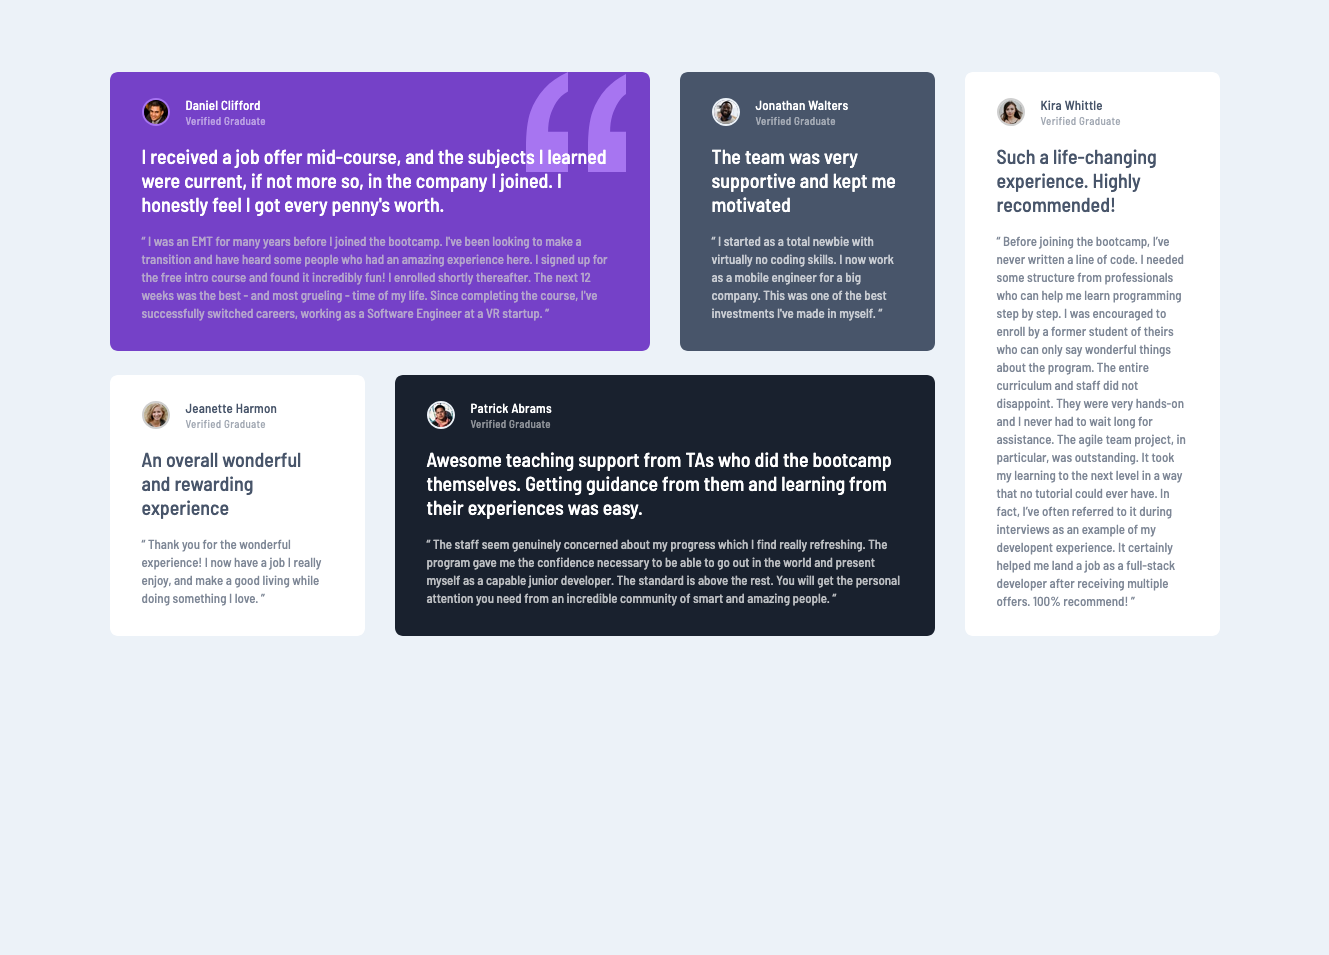 Daniel Clifford
Verified Graduate
I received a job offer mid-course, and the subjects I learned
were current, if not more so, in the company I joined. I
honestly feel I got every penny's worth.
“ I was an EMT for many years before I joined the bootcamp. I've been looking to make a
transition and have heard some people who had an amazing experience here. I signed up for
the free intro course and found it incredibly fun! I enrolled shortly thereafter. The next 12
weeks was the best - and most grueling - time of my life. Since completing the course, I've
successfully switched careers, working as a Software Engineer at a VR startup. ”
Jonathan Walters
Verified Graduate
The team was very
supportive and kept me
motivated
“ I started as a total newbie with
virtually no coding skills. I now work
as a mobile engineer for a big
company. This was one of the best
investments I've made in myself. ”
Kira Whittle
Verified Graduate
Such a life-changing
experience. Highly
recommended!
“ Before joining the bootcamp, I've
never written a line of code. I needed
some structure from professionals
who can help me learn programming
step by step. I was encouraged to
enroll by a former student of theirs
who can only say wonderful things
about the program. The entire
curriculum and staff did not
disappoint. They were very hands-on
and I never had to wait long for
assistance. The agile team project, in
particular, was outstanding. It took
my learning to the next level in a way
that no tutorial could ever have. In
fact, I've often referred to it during
interviews as an example of my
developent experience. It certainly
helped me land a job as a full-stack
developer after receiving multiple
offers. 100% recommend! ”
Jeanette Harmon
Verified Graduate
An overall wonderful
and rewarding
experience
“ Thank you for the wonderful
experience! I now have a job I really
enjoy, and make a good living while
doing something I love. ”
Patrick Abrams
Verified Graduate
Awesome teaching support from TAs who did the bootcamp
themselves. Getting guidance from them and learning from
their experiences was easy.
“ The staff seem genuinely concerned about my progress which I find really refreshing. The
program gave me the confidence necessary to be able to go out in the world and present
myself as a capable junior developer. The standard is above the rest. You will get the personal
attention you need from an incredible community of smart and amazing people. ”